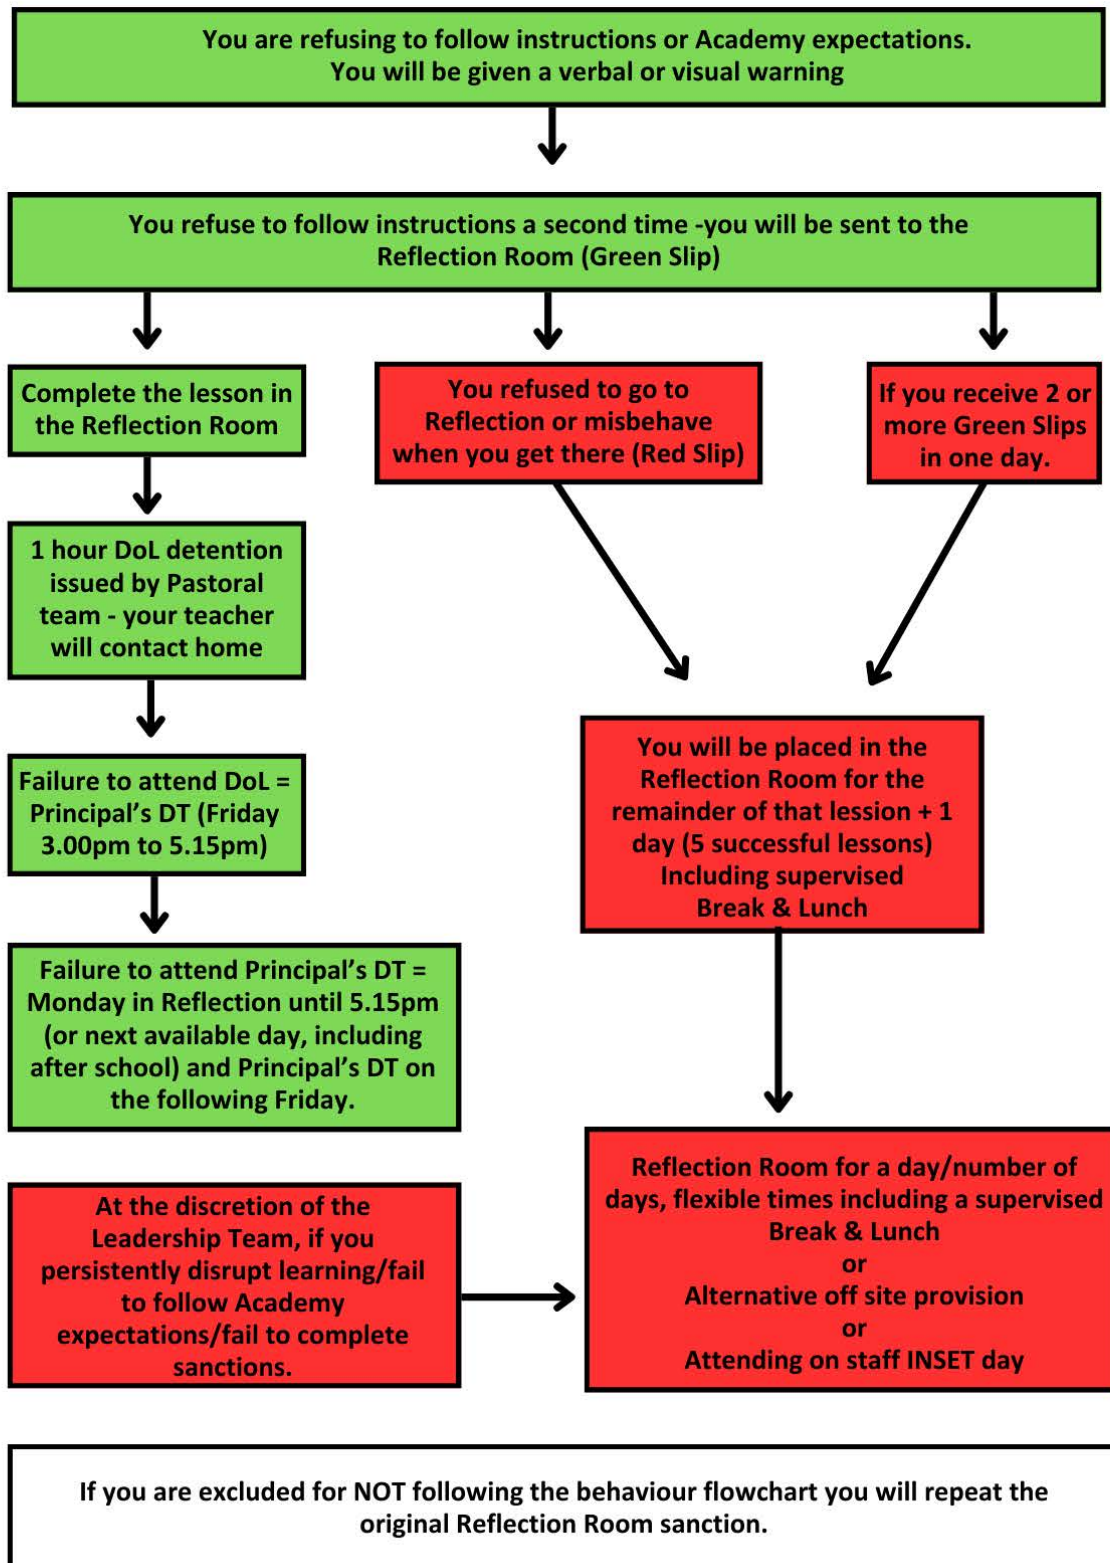 You are refusing to follow instructions or Academy expectations.
You will be given a verbal or visual warning
You refuse to follow instructions a second time -you will be sent to the
Reflection Room (Green Slip)
Complete the lesson in
the Reflection Room
You refused to go to
Reflection or misbehave
when you get there (Red Slip)
If you receive 2 or
more Green Slips
in one day.
1 hour DoL detention
issued by Pastoral
team - your teacher
will contact home
Failure to attend DoL =
Principal’s DT (Friday
3.00pm to 5.15pm)
You will be placed in the
Reflection Room for the
remainder of that lession + 1
day (5 successful lessons)
Including supervised
Break & Lunch
Failure to attend Principal’s DT =
Monday in Reflection until 5.15pm
(or next available day, including
after school) and Principal’s DT on
the following Friday.
At the discretion of the
Leadership Team, if you
persistently disrupt learning/fail
to follow Academy
expectations/fail to complete
sanctions.
Reflection Room for a day/number of
days, flexible times including a supervised
Break & Lunch
or
Alternative off site provision
or
Attending on staff INSET day
If you are excluded for NOT following the behaviour flowchart you will repeat the
original Reflection Room sanction.